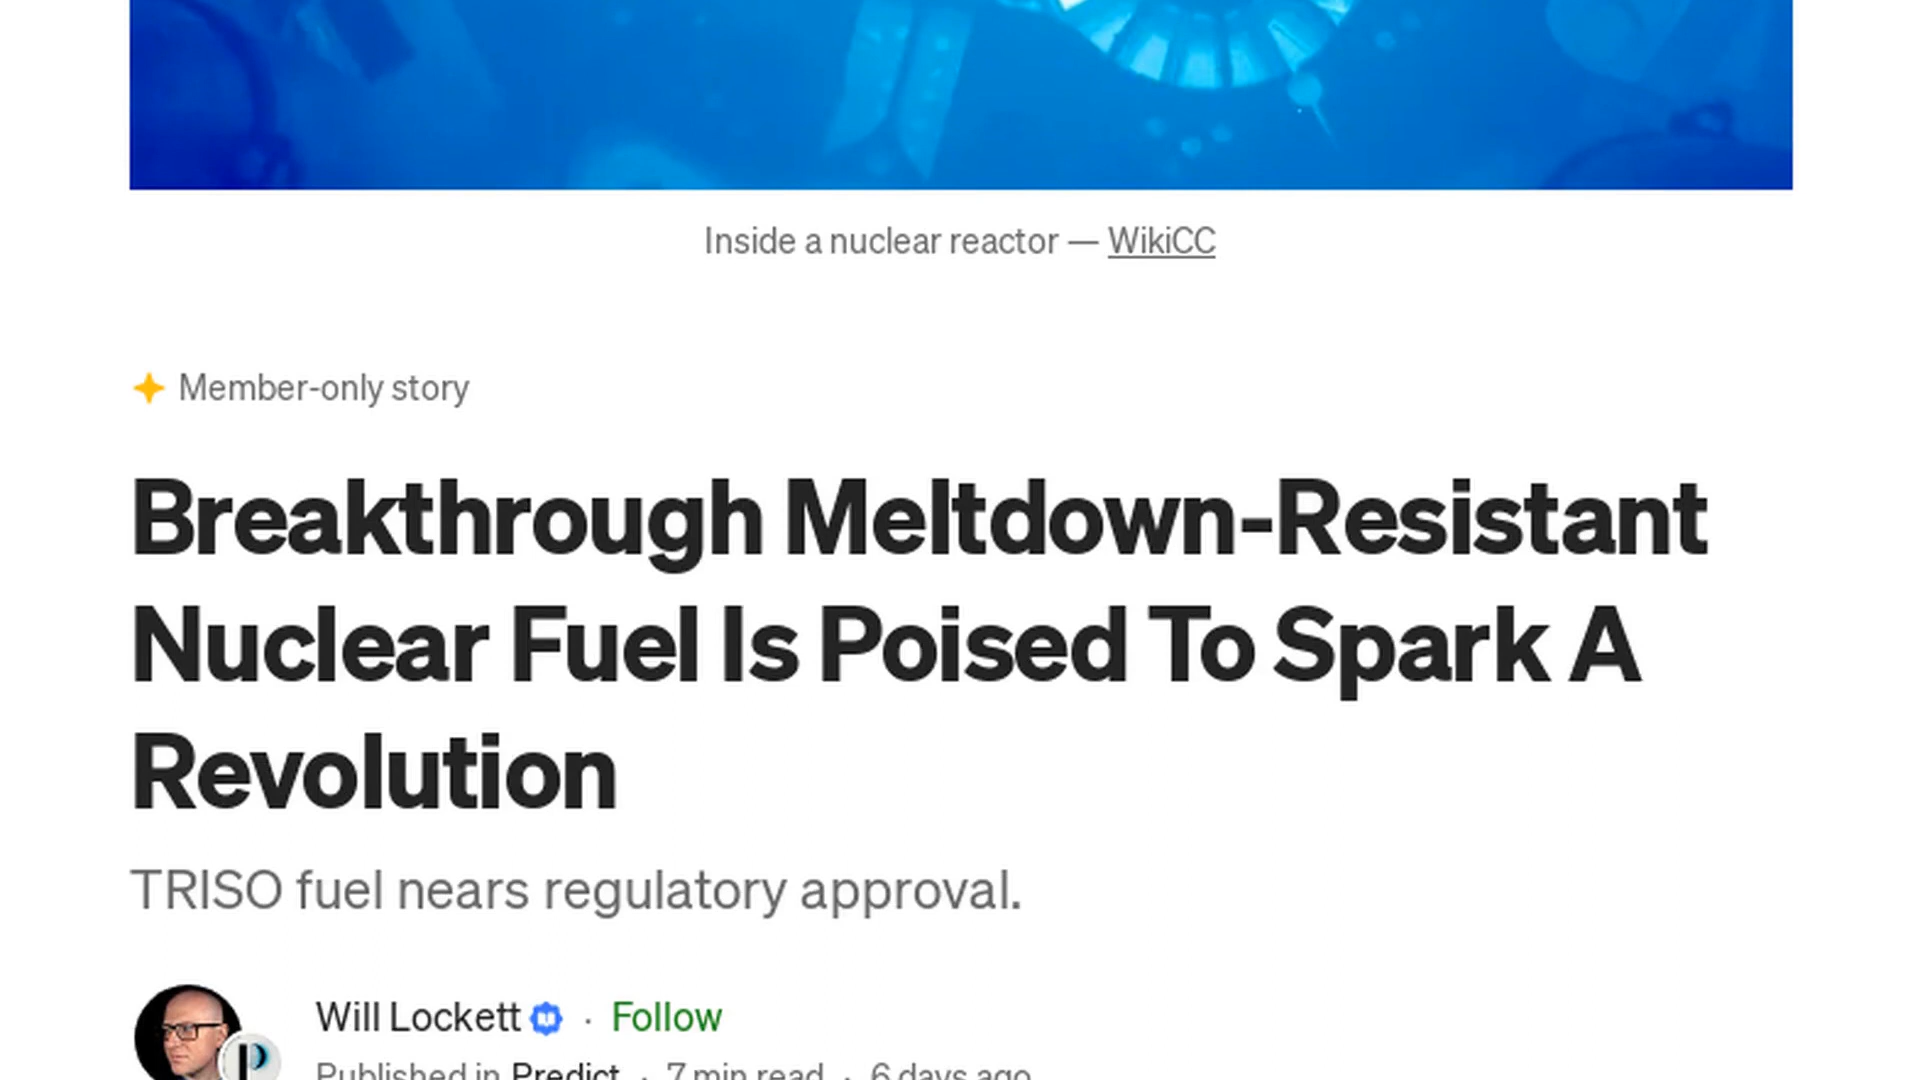 Inside a nuclear reactor — WikiCC
Member-only story
Breakthrough Meltdown-Resistant
Nuclear Fuel Is Poised To Spark A
Revolution
TRISO fuel nears regulatory approval.
Will Lockett · Follow
Published in Predict · 7 min read · 6 days ago